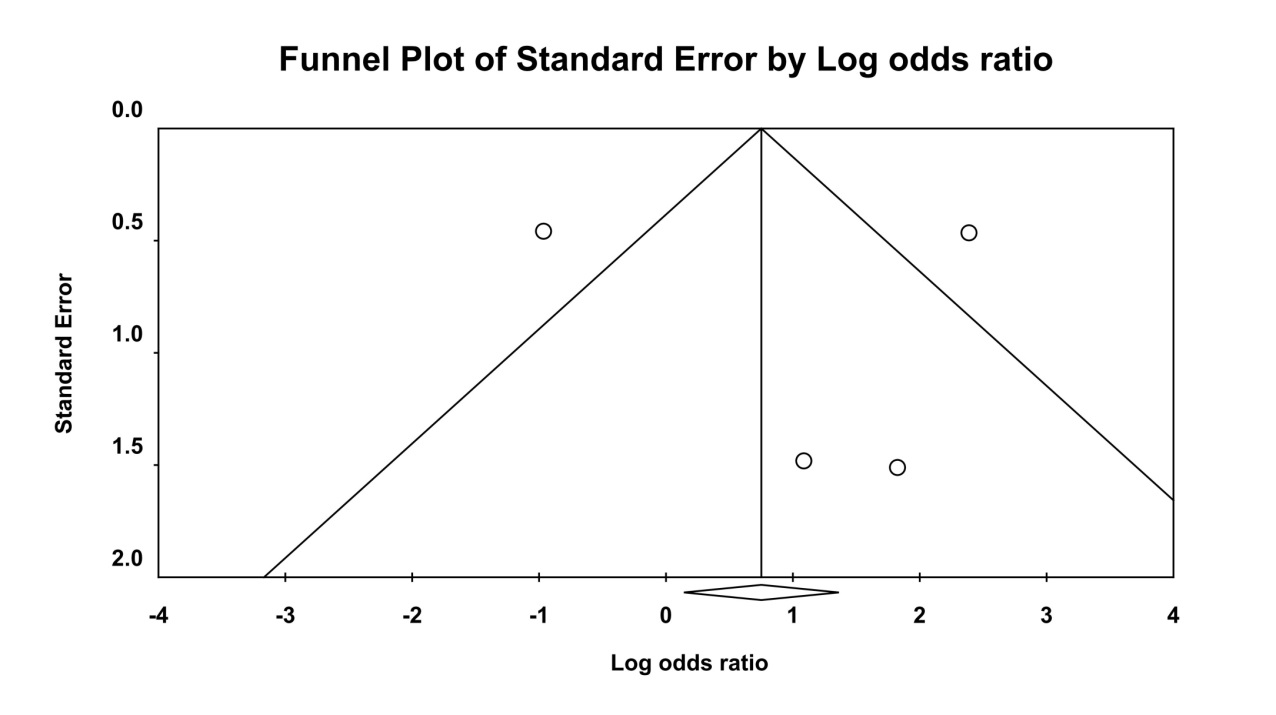 Funnel Plot of Standard Error by Log odds ratio
0.0
0.5
1.0
1.5
2.0
Standard Error
-4 -3 -2 -1 0 1 2 3 4
Log odds ratio